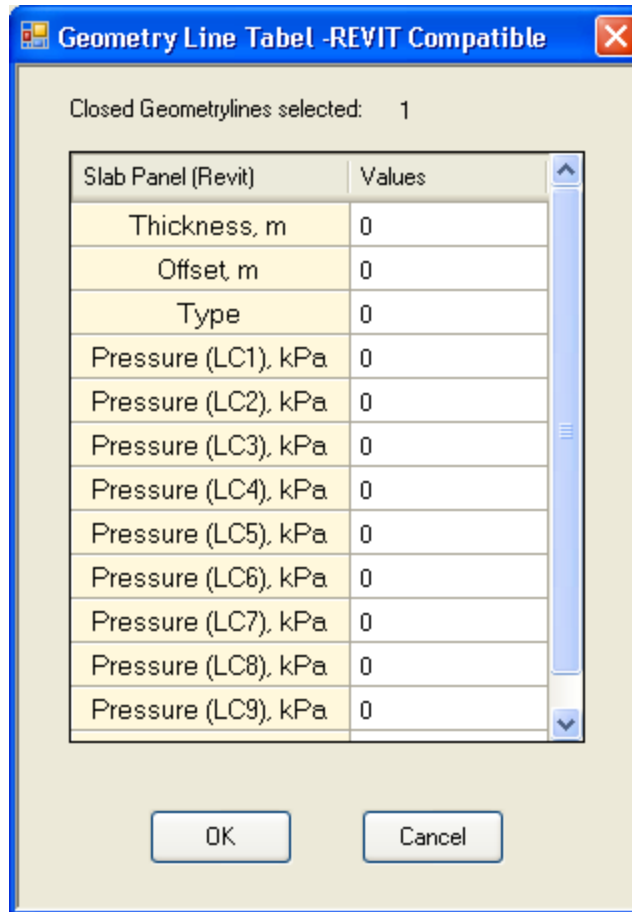 Geometry Line Tabel -REVIT Compatible
Closed Geometrylines selected: 1
Slab Panel (Revit) Values
Thickness, m 0
Offset, m 0
Type 0
Pressure (LC1), kPa 0
Pressure (LC2), kPa 0
Pressure (LC3), kPa 0
Pressure (LC4), kPa 0
Pressure (LC5), kPa 0
Pressure (LC6), kPa 0
Pressure (LC7), kPa 0
Pressure (LC8), kPa 0
Pressure (LC9), kPa 0
OK Cancel